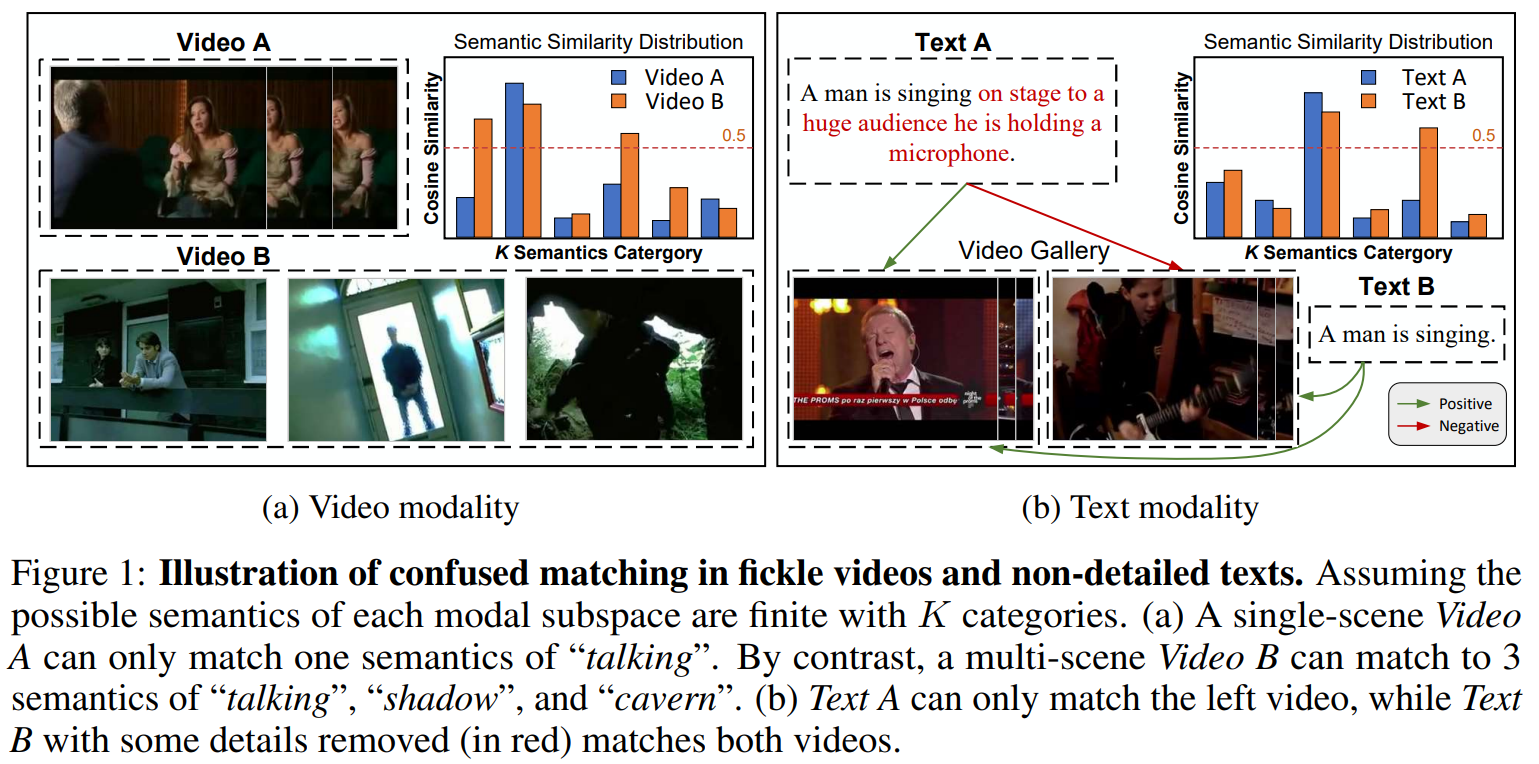 Video A
Semantic Similarity Distribution
Cosine Similarity
Video A
Video B
0.5
K Semantics Catergory
Video B
(a) Video modality
Text A
A man is singing on stage to a
huge audience he is holding a
microphone.
Semantic Similarity Distribution
Cosine Similarity
Text A
Text B
0.5
K Semantics Catergory
Video Gallery
THE PROMS po raz pierwszy w Polsce odby
night of the proms
Text B
A man is singing.
Positive
Negative
(b) Text modality
Figure 1: Illustration of confused matching in fickle videos and non-detailed texts. Assuming the
possible semantics of each modal subspace are finite with K categories. (a) A single-scene Video
A can only match one semantics of “talking”. By contrast, a multi-scene Video B can match to 3
semantics of “talking”, “shadow”, and “cavern”. (b) Text A can only match the left video, while Text
B with some details removed (in red) matches both videos.